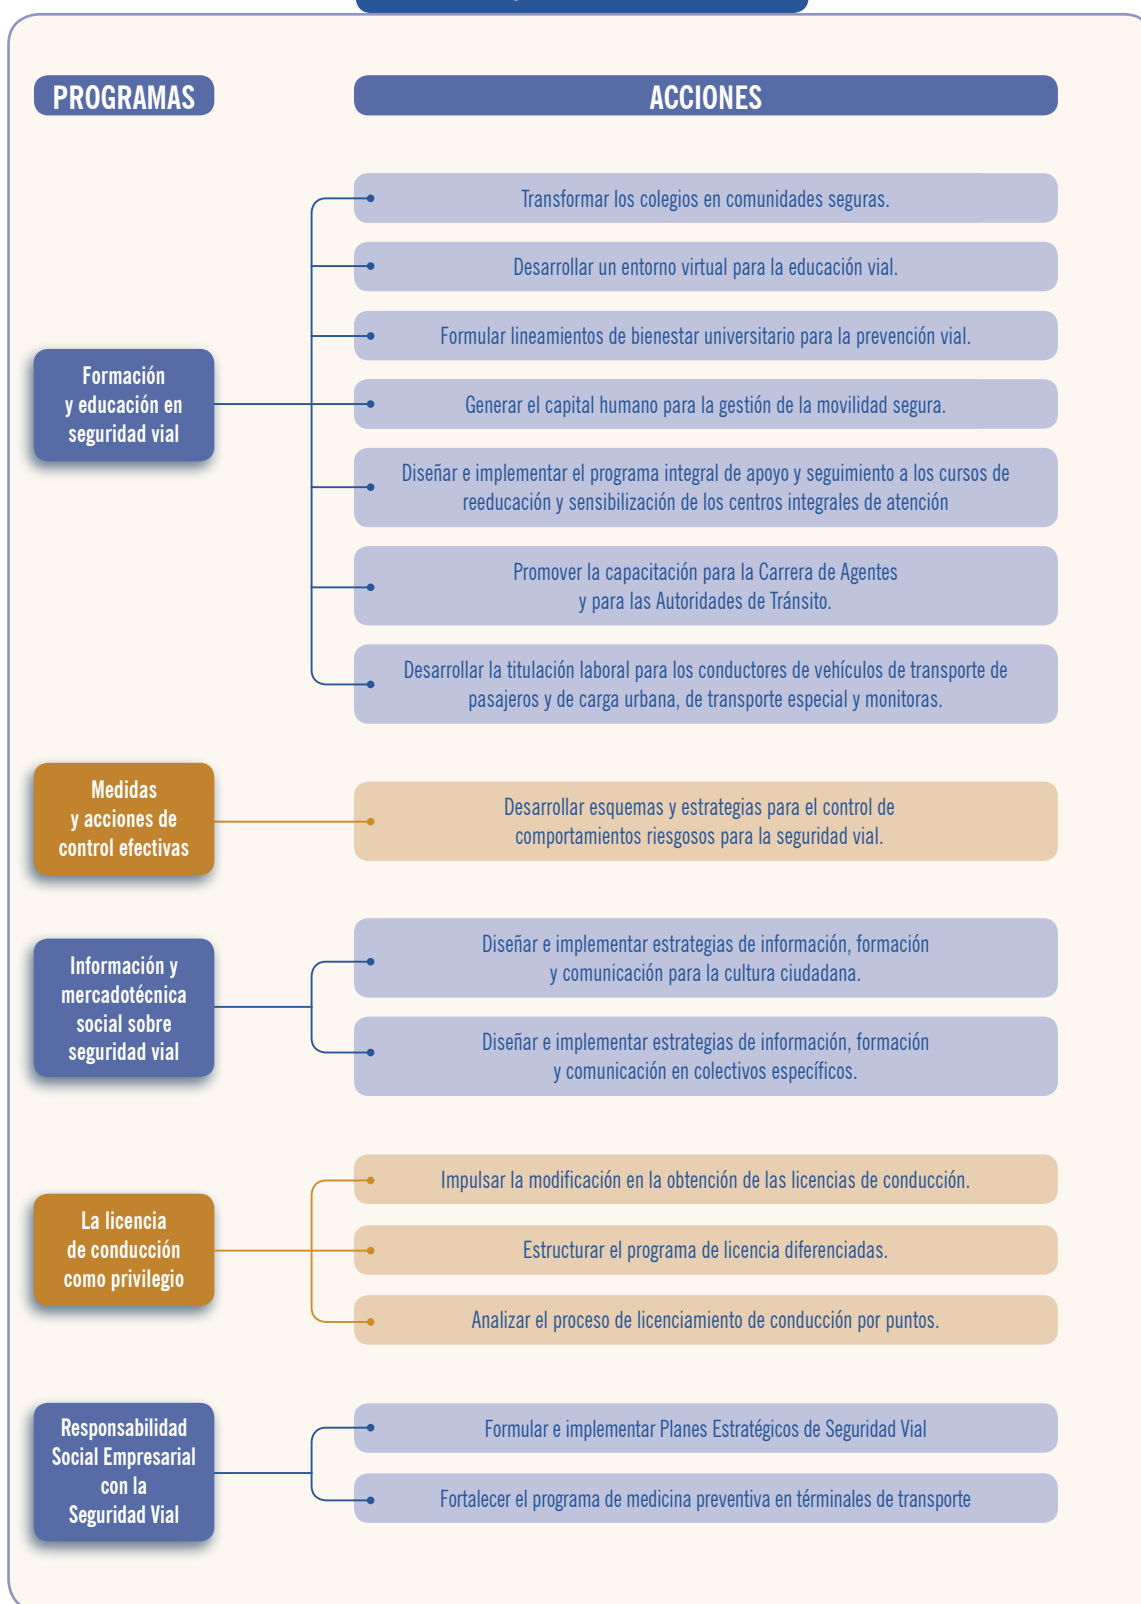 PROGRAMAS
ACCIONES
Formación
y educación en
seguridad vial
Transformar los colegios en comunidades seguras.
Desarrollar un entorno virtual para la educación vial.
Formular lineamientos de bienestar universitario para la prevención vial.
Generar el capital humano para la gestión de la movilidad segura.
Diseñar e implementar el programa integral de apoyo y seguimiento a los cursos de
reeducación y sensibilización de los centros integrales de atención
Promover la capacitación para la Carrera de Agentes
y para las Autoridades de Tránsito.
Desarrollar la titulación laboral para los conductores de vehículos de transporte de
pasajeros y de carga urbana, de transporte especial y monitoras.
Medidas
y acciones de
control efectivas
Desarrollar esquemas y estrategias para el control de
comportamientos riesgosos para la seguridad vial.
Información y
mercadotécnica
social sobre
seguridad vial
Diseñar e implementar estrategias de información, formación
y comunicación para la cultura ciudadana.
Diseñar e implementar estrategias de información, formación
y comunicación en colectivos específicos.
La licencia
de conducción
como privilegio
Impulsar la modificación en la obtención de las licencias de conducción.
Estructurar el programa de licencia diferenciadas.
Analizar el proceso de licenciamiento de conducción por puntos.
Responsabilidad
Social Empresarial
con la
Seguridad Vial
Formular e implementar Planes Estratégicos de Seguridad Vial
Fortalecer el programa de medicina preventiva en términales de transporte